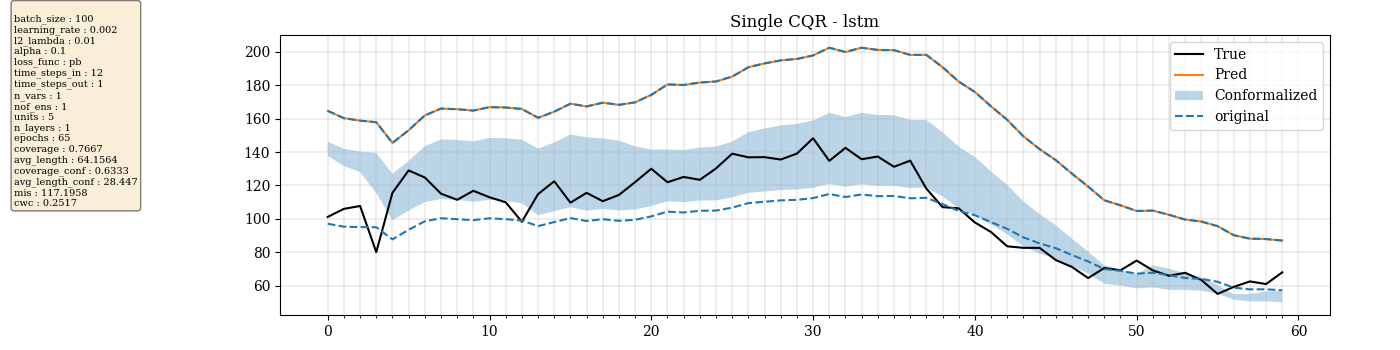 batch_size : 100
learning_rate : 0.002
l2_lambda : 0.01
alpha : 0.1
loss_func : pb
time_steps_in : 12
time_steps_out : 1
n_vars : 1
nof_ens : 1
units : 5
n_layers : 1
epochs : 65
coverage : 0.7667
avg_length : 64.1564
coverage_conf : 0.6333
avg_length_conf : 28.447
mis : 117.1958
cwc : 0.2517
Single CQR - lstm
200
180
160
140
120
100
80
60
True
Pred
Conformalized
original
0 10 20 30 40 50 60